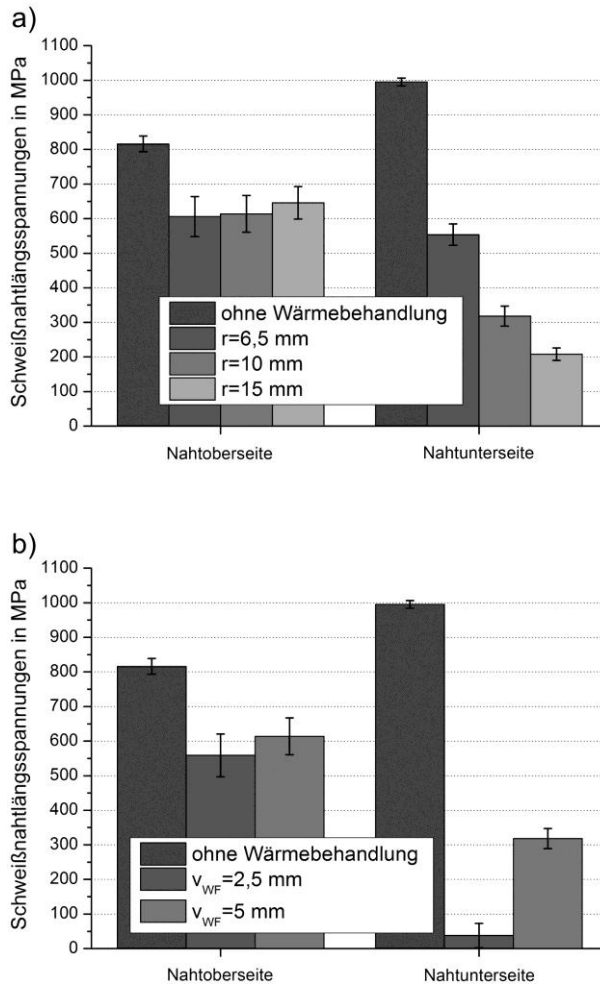 a)
Schweißnahtlängsspannungen in MPa
1100
1000
900
800
700
600
500
400
300
200
100
0
ohne Wärmebehandlung
r=6,5 mm
r=10 mm
r=15 mm
Nahtoberseite
Nahtunterseite
b)
Schweißnahtlängsspannungen in MPa
1100
1000
900
800
700
600
500
400
300
200
100
0
ohne Wärmebehandlung
vWF=2,5 mm
vWF=5 mm
Nahtoberseite
Nahtunterseite